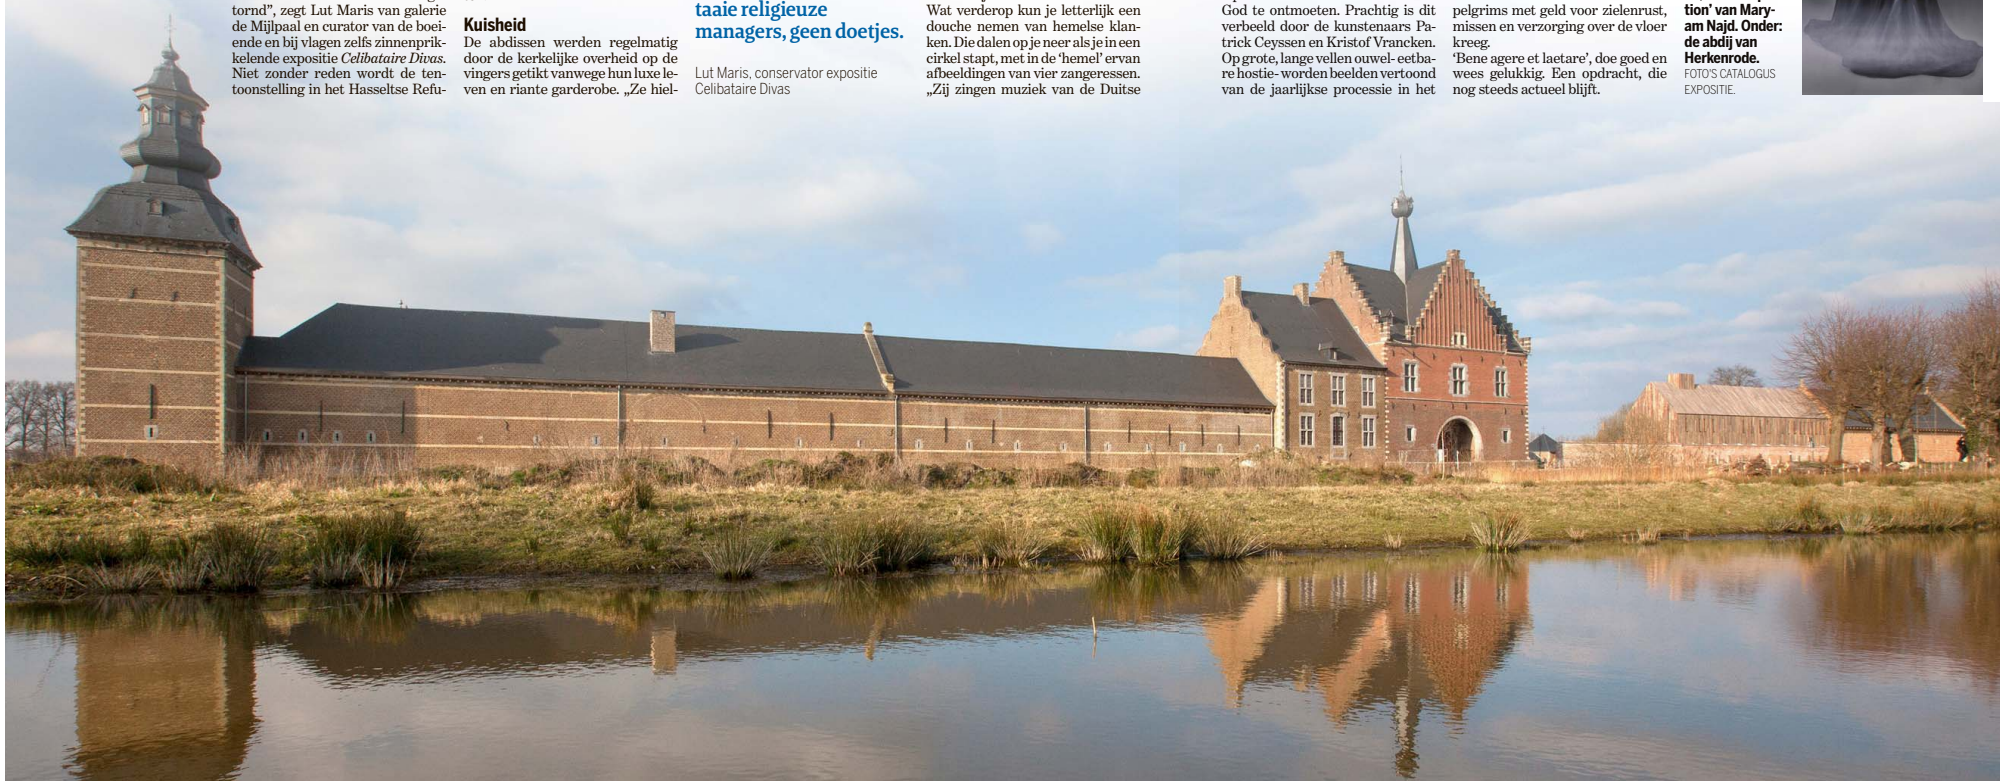 tornd”, zegt Lut Maris van galerie
de Mijlpaal en curator van de boei-
ende en bij vlagen zelfs zinnenprik-
kelende expositie Celibataire Divas.
Niet zonder reden wordt de ten-
toonstelling in het Hasseltse Refu-
Kuisheid
De abdissen werden regelmatig
door de kerkelijke overheid op de
vingers getikt vanwege hun luxe le-
ven en riante garderobe. „Ze hiel-
taaie religieuze
managers, geen doetjes.
Lut Maris, conservator expositie
Celibataire Divas
Wat verderop kun je letterlijk een
douche nemen van hemelse klan-
ken. Die dalen op je neer als je in een
cirkel stapt, met in de ‘hemel’ ervan
afbeeldingen van vier zangeressen.
„Zij zingen muziek van de Duitse
God te ontmoeten. Prachtig is dit
verbeeld door de kunstenaars Pa-
trick Ceyssen en Kristof Vrancken.
Op grote, lange vellen ouwel- eetba-
re hostie- worden beelden vertoond
van de jaarlijkse processie in het
pelgrims met geld voor zielenrust,
missen en verzorging over de vloer
kreeg.
‘Bene agere et laetare’, doe goed en
wees gelukkig. Een opdracht, die
nog steeds actueel blijft.
tion’ van Mary-
am Najd. Onder:
de abdij van
Herkenrode.
FOTO'S CATALOGUS
EXPOSITIE.